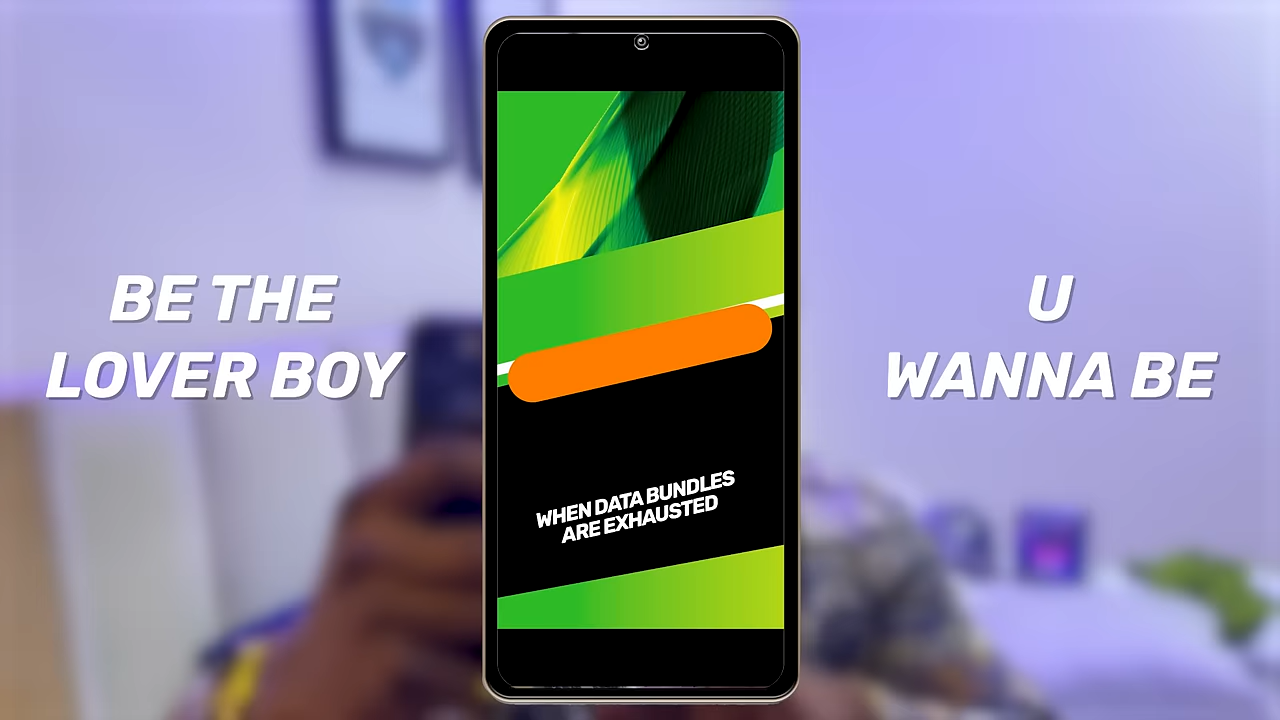 BE THE
LOVER BOY
U
WANNA BE
WHEN DATA BUNDLES
ARE EXHAUSTED